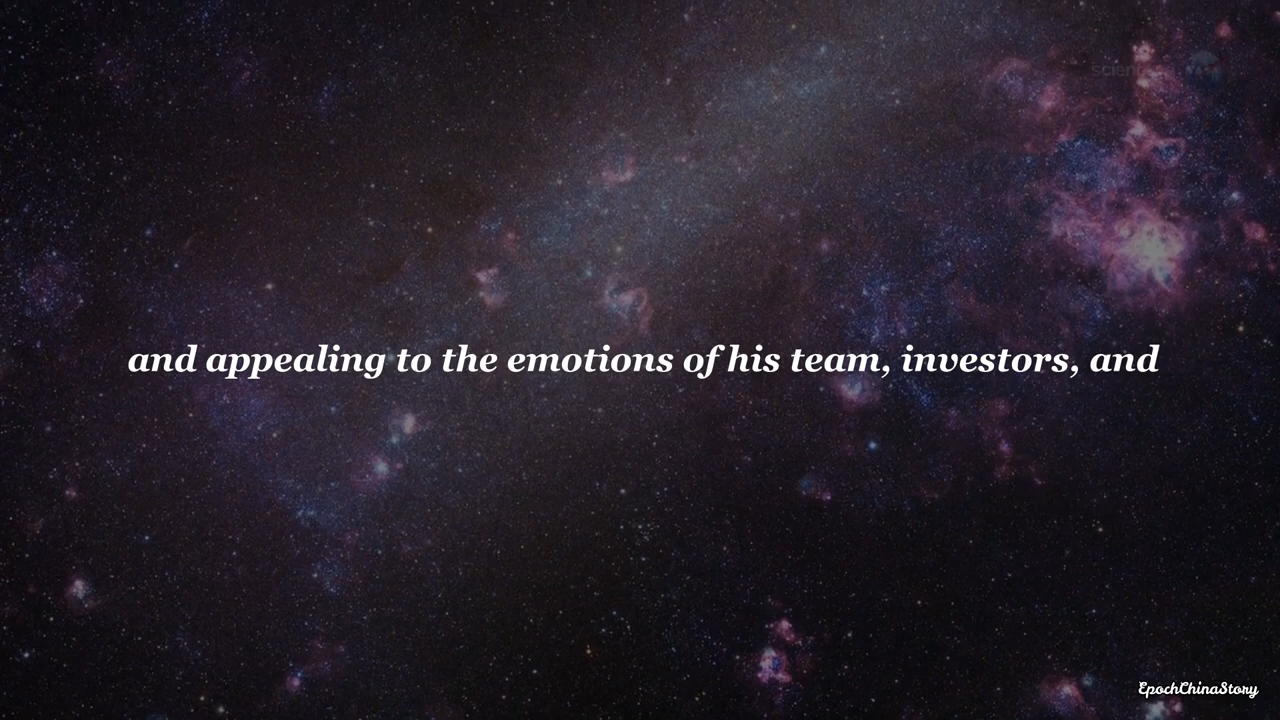 and appealing to the emotions of his team, investors, and
EpochChinaStory